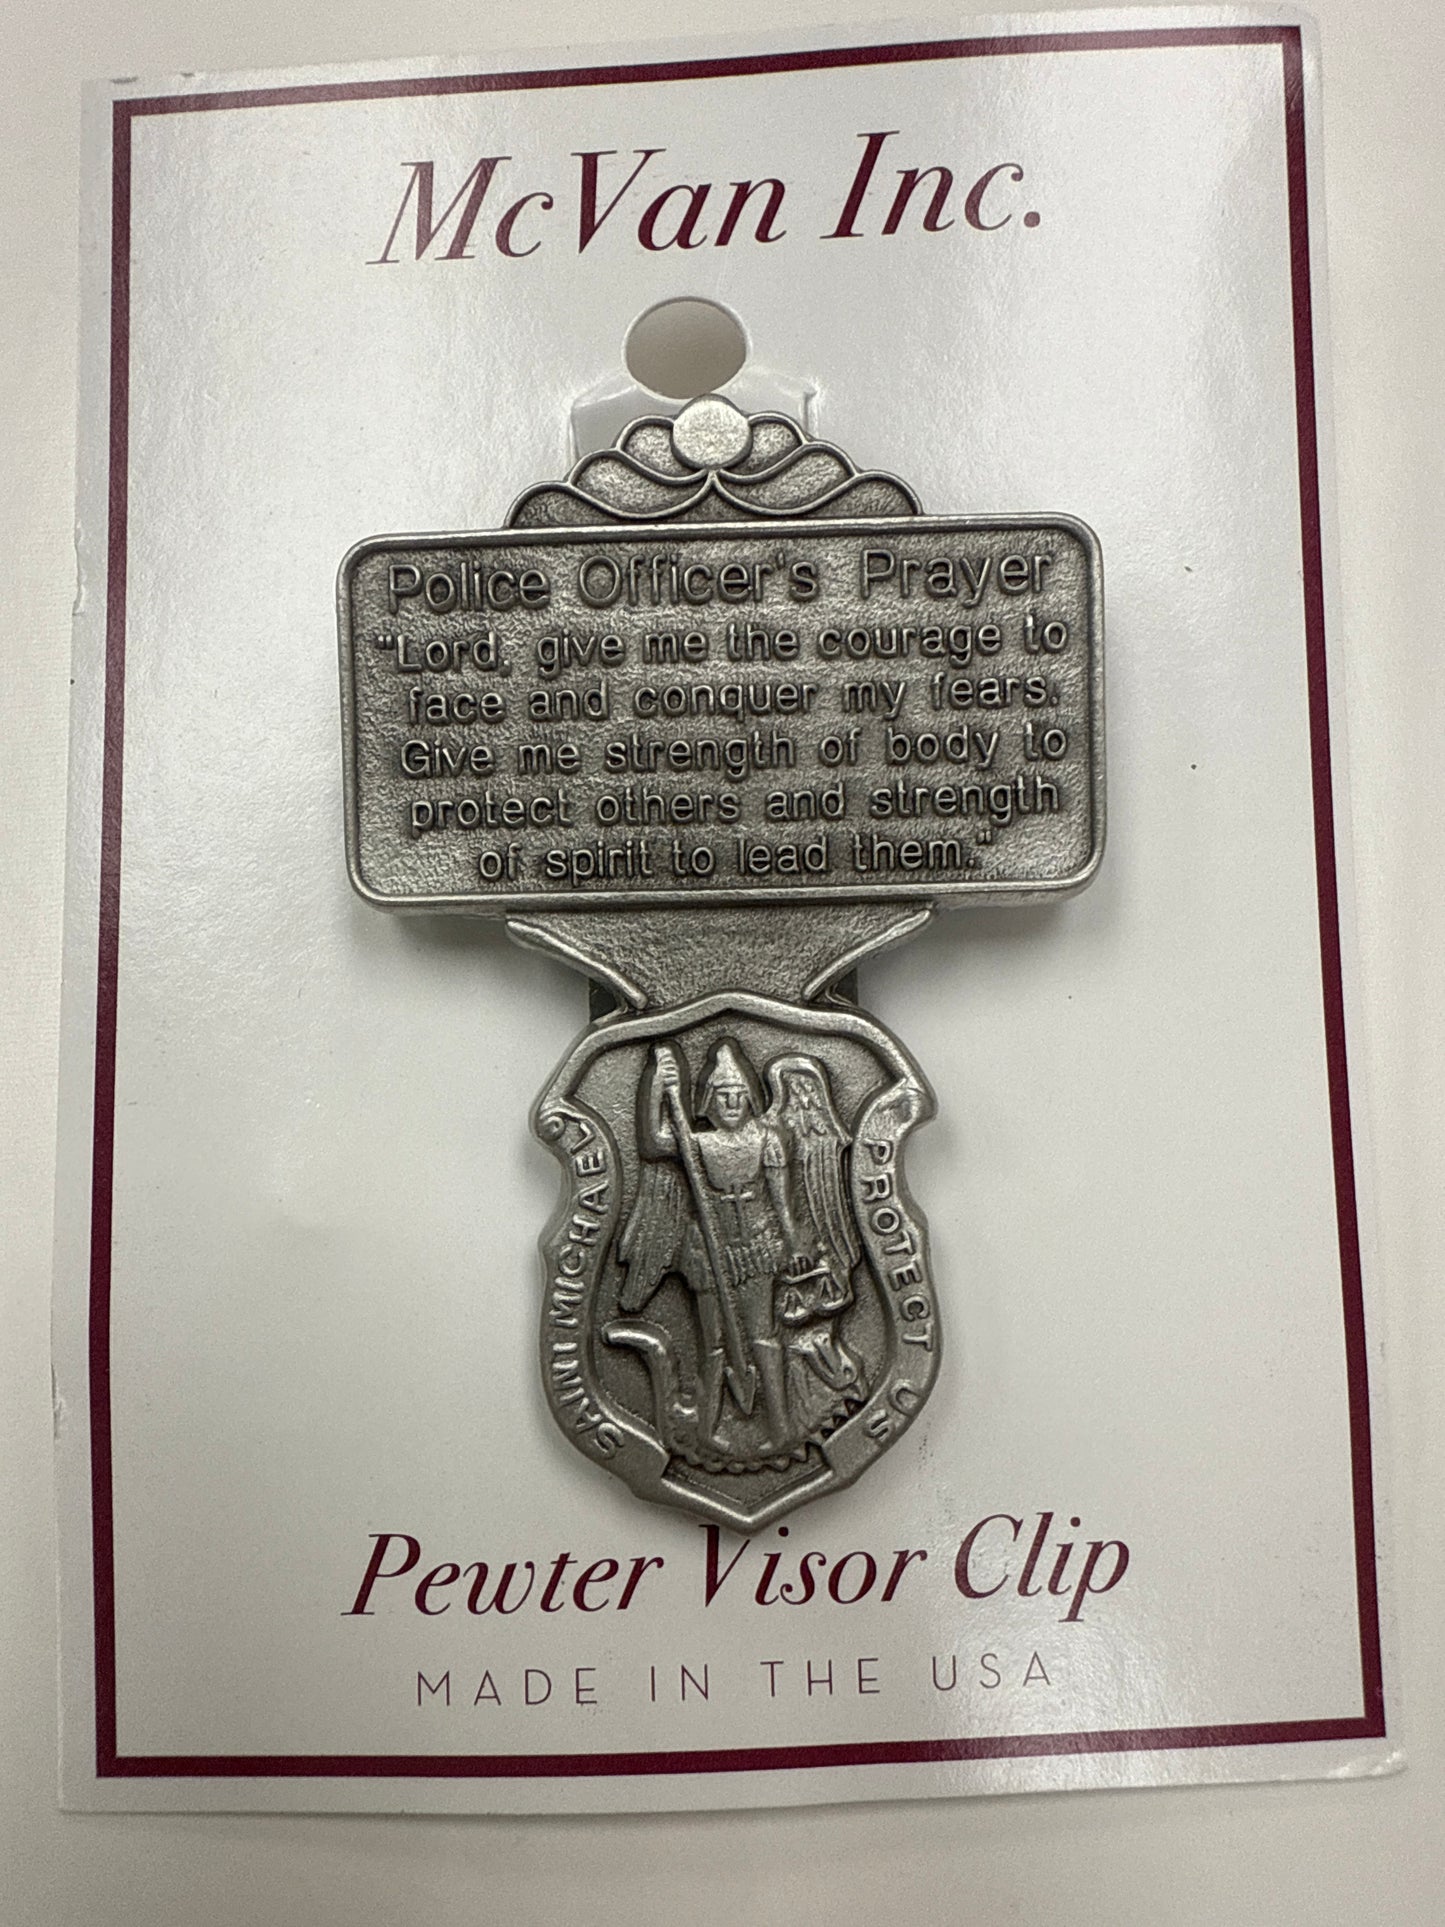 McVan Inc.
Police Officer's Prayer
"Lord, give me the courage to
face and conquer my fears.
Give me strength of body to
protect others and strength
of spirit to lead them."
SAINT MICHAEL
PROTECT US
Pewter Visor Clip
MADE IN THE USA